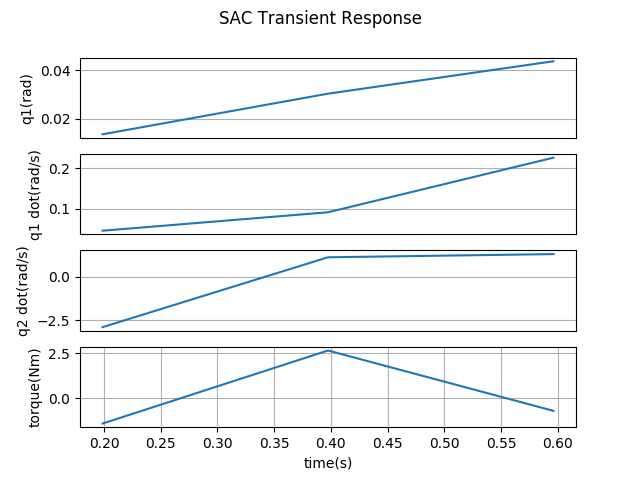 SAC Transient Response
q1(rad)
0.04
0.02
q1 dot(rad/s)
0.2
0.1
q2 dot(rad/s)
0.0
−2.5
torque(Nm)
2.5
0.0
0.20 0.25 0.30 0.35 0.40 0.45 0.50 0.55 0.60
time(s)